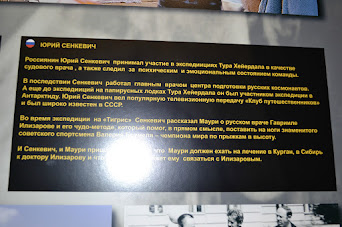 ЮРИЙ СЕНКЕВИЧ
Россиянин Юрий Сенкевич принимал участие в экспедициях Тура Хейердала в качестве
судового врача , а также следил за психическим и эмоциональным состоянием команды.
В последствии Сенкевич работал главным врачом центра подготовки русских космонавтов.
А еще до экспедиций на папирусных лодках Тура Хейердала он был участником экспедиции в
Антарктиду. Юрий Сенкевич вел популярную телевизионную передачу «Клуб путешественников»
и был широко известен в СССР.
Во время экспедиции на «Тигрис» Сенкевич рассказал Маури о русском враче Гаврииле
Илизарове и его чудо-методе, который помог, в прямом смысле, поставить на ноги знаменитого
советского спортсмена Валерия – чемпиона мира по прыжкам в высоту.
И Сенкевич, и Маури Маури должен ехать на лечение в Курган, в Сибирь
к доктору Илизарову и ему связаться с Илизаровым.